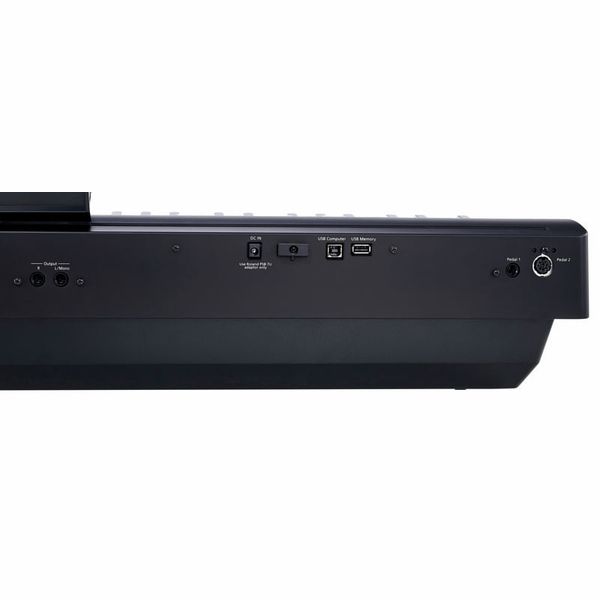 Output
R L/Mono
DC IN
Use Roland PSB-7U
adaptor only
USB Computer
USB Memory
Pedal 1
Pedal 2